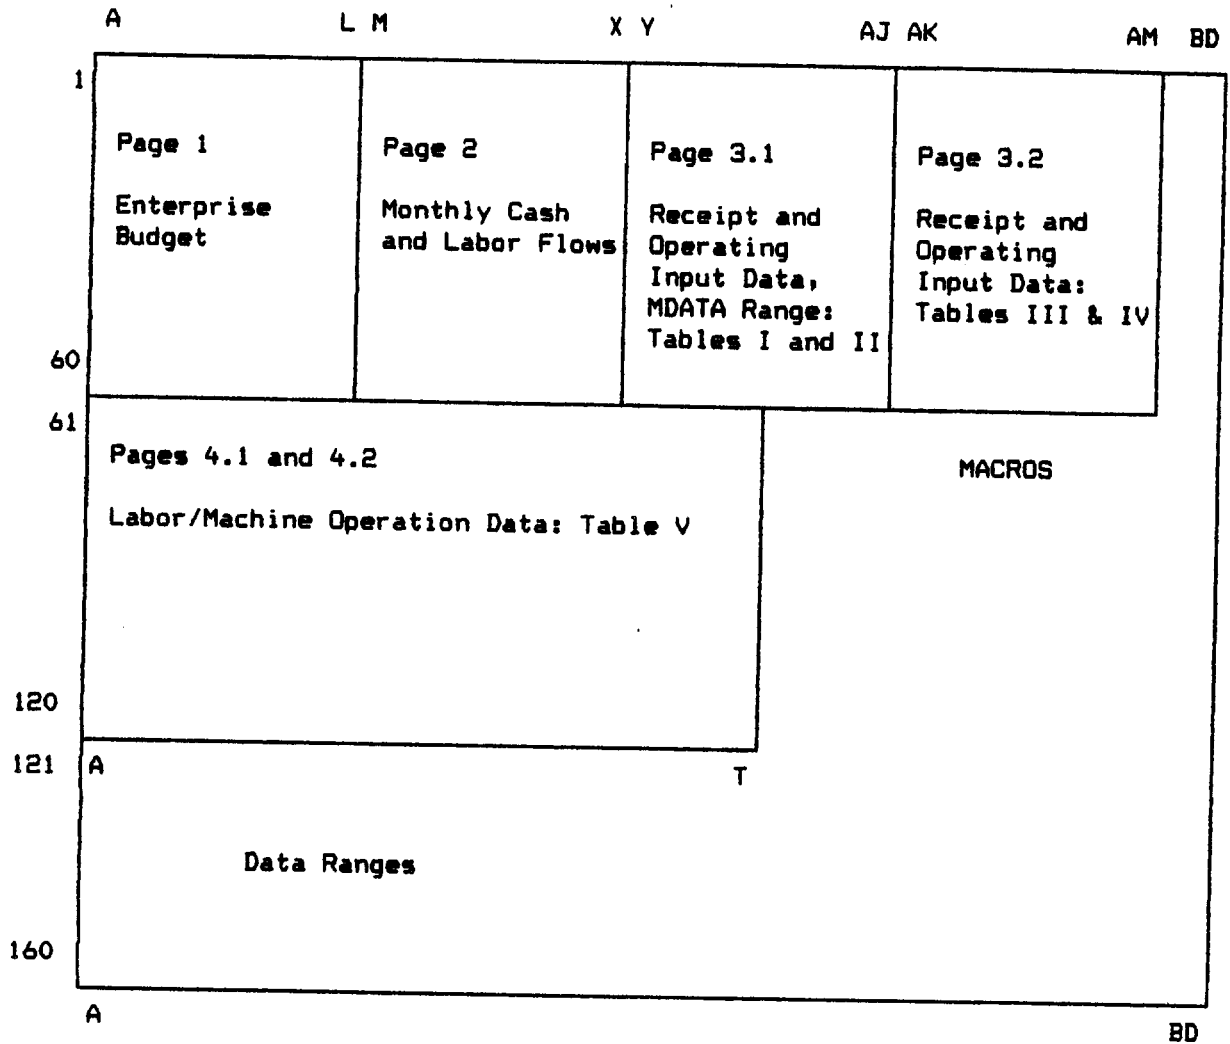 A L M X Y AJ AK AM BD
1
Page 1
Enterprise
Budget
Page 2
Monthly Cash
and Labor Flows
Page 3.1
Receipt and
Operating
Input Data,
MDATA Range:
Tables I and II
Page 3.2
Receipt and
Operating
Input Data:
Tables III & IV
60
61
Pages 4.1 and 4.2
Labor/Machine Operation Data: Table V
MACROS
120
121
A T
Data Ranges
160
A BD